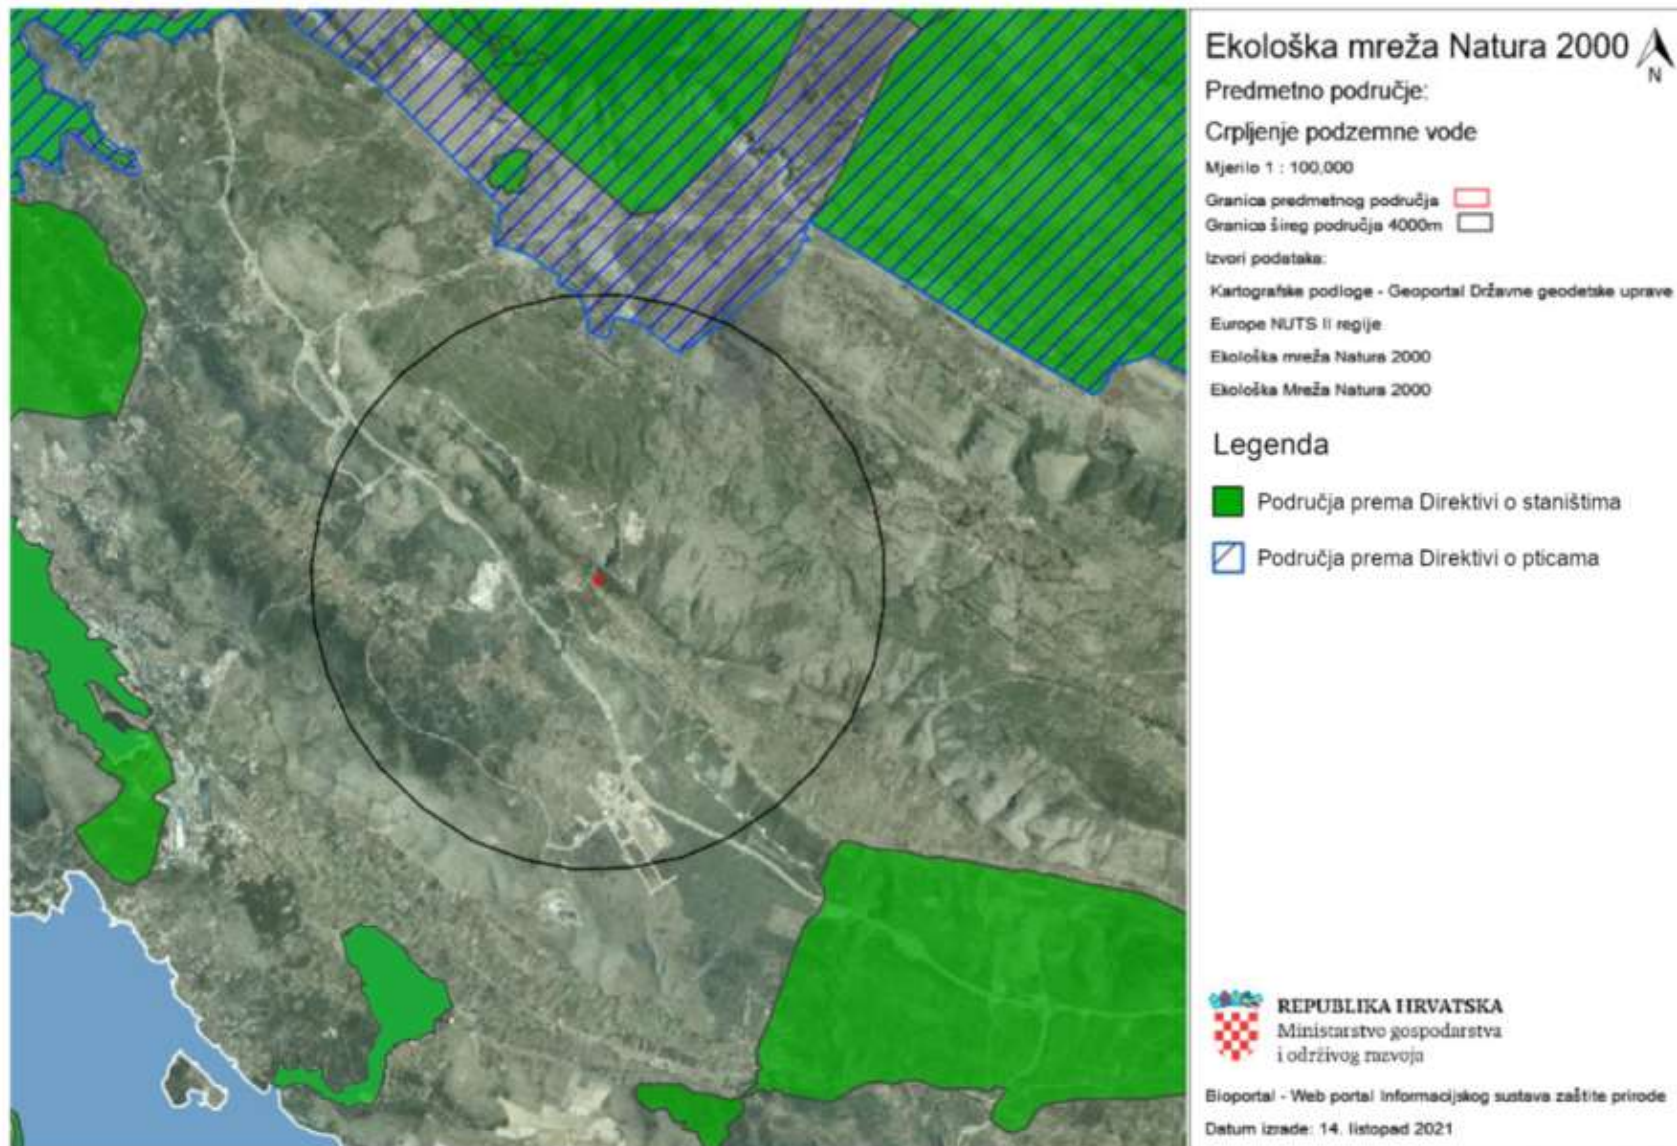 Ekološka mreža Natura 2000
N
Predmetno područje:
Crpljenje podzemne vode
Mjerilo 1 : 100,000
Granica predmetnog područja
Granica šireg područja 4000m
Izvori podataka:
Kartografske podloge - Geoportal Državne geodetske uprave
Europe NUTS II regije
Ekološka mreža Natura 2000
Ekološka Mreža Natura 2000
Legenda
Područja prema Direktivi o staništima
Područja prema Direktivi o pticama
REPUBLIKA HRVATSKA
Ministarstvo gospodarstva
i održivog razvoja
Bioportal - Web portal Informacijskog sustava zaštite prirode
Datum izrade: 14. listopad 2021